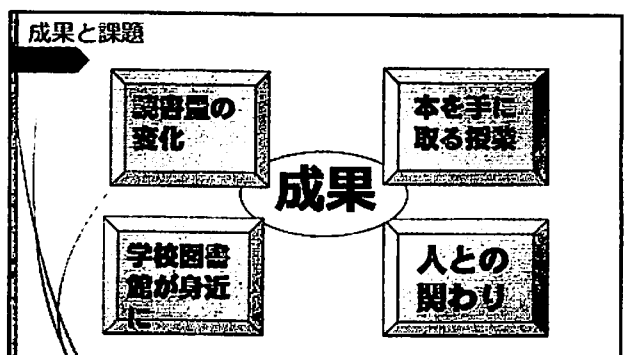 成果と課題
読書量の
変化
本を手に
取る授業
成果
学校図書
館が身近
に
人との
関わり